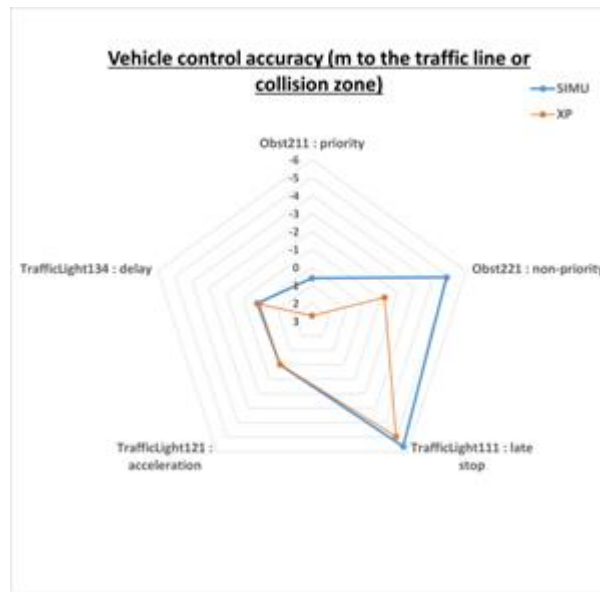 Vehicle control accuracy (m to the traffic line or
collision zone)
SIMU
XP
Obst211 : priority
-6
-5
-4
-3
-2
-1
0
1
2
3
TrafficLight134 : delay
Obst221 : non-priority
TrafficLight121 :
acceleration
TrafficLight111 : late
stop